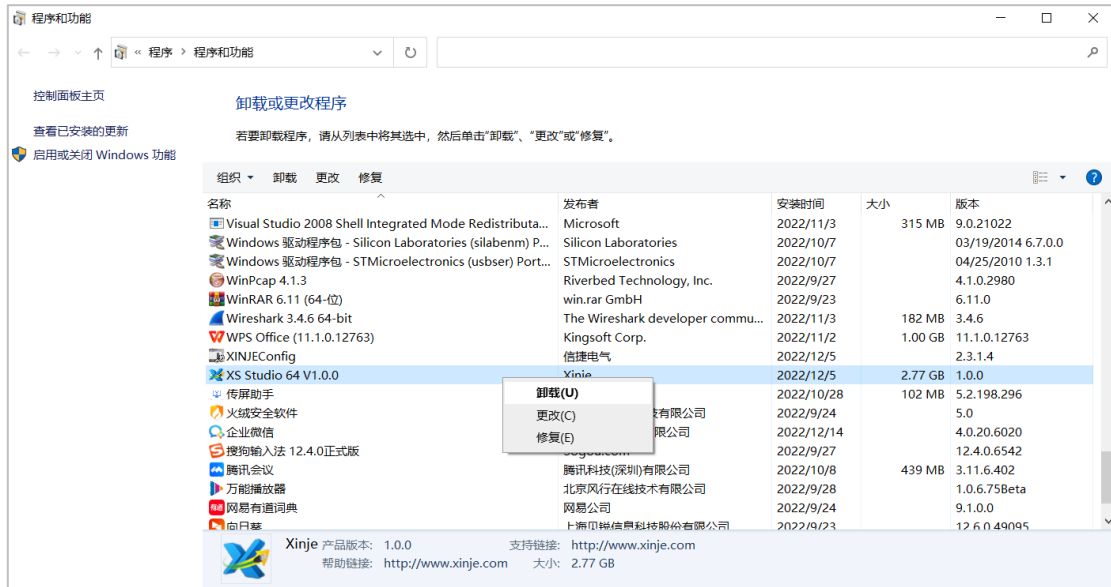 程序和功能
« 程序 > 程序和功能
控制面板主页
查看已安装的更新
启用或关闭 Windows 功能
卸载或更改程序
若要卸载程序，请从列表中将其选中，然后单击“卸载”、“更改”或“修复”。
组织 卸载 更改 修复
名称 发布者 安装时间 大小 版本
Visual Studio 2008 Shell Integrated Mode Redistributa... Microsoft 2022/11/3 315 MB 9.0.21022
Windows 驱动程序包 - Silicon Laboratories (silabenm) P... Silicon Laboratories 2022/10/7 03/19/2014 6.7.0.0
Windows 驱动程序包 - STMicroelectronics (usbser) Port... STMicroelectronics 2022/10/7 04/25/2010 1.3.1
WinPcap 4.1.3 Riverbed Technology, Inc. 2022/9/27 4.1.0.2980
WinRAR 6.11 (64-位) win.rar GmbH 2022/9/23 6.11.0
Wireshark 3.4.6 64-bit The Wireshark developer commu... 2022/11/3 182 MB 3.4.6
WPS Office (11.1.0.12763) Kingsoft Corp. 2022/11/2 1.00 GB 11.1.0.12763
XINJEConfig 信捷电气 2022/12/5 2.3.1.4
XS Studio 64 V1.0.0 Xinje 2022/12/5 2.77 GB 1.0.0
传屏助手 2022/10/28 102 MB 5.2.198.296
火绒安全软件 有限公司 2022/9/24 5.0
企业微信 限公司 2022/12/14 4.0.20.6020
搜狗输入法 12.4.0正式版 2022/9/27 12.4.0.6542
卸载(U)
更改(C)
修复(E)
腾讯会议 腾讯科技(深圳)有限公司 2022/10/8 439 MB 3.11.6.402
万能播放器 北京风行在线技术有限公司 2022/9/28 1.0.6.75Beta
网易有道词典 网易公司 2022/9/24 9.1.0.0
向日葵 上海贝锐信息科技股份有限公司 2022/9/23 12.6.0.49095
Xinje 产品版本: 1.0.0 支持链接: http://www.xinje.com
帮助链接: http://www.xinje.com 大小: 2.77 GB